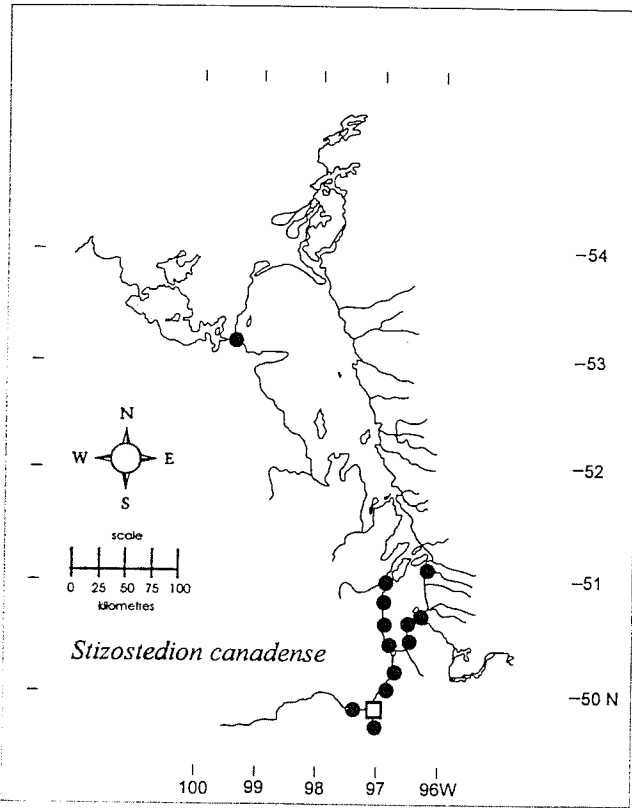 54
53
N
W E
S
52
scale
0 25 50 75 100
kilometres
51
Stizostedion canadense
50 N
100 99 98 97 96W